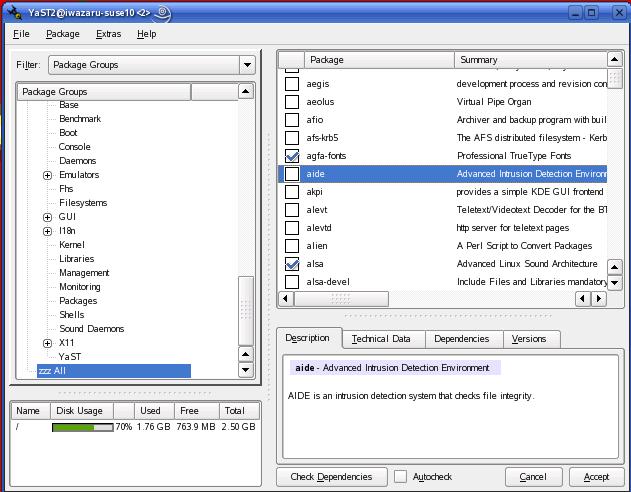 YaST2@iwazaru-suse10 <2>
File Package Extras Help
Filter: Package Groups
Package Groups
Base
Benchmark
Boot
Console
Daemons
Emulators
Fhs
Filesystems
GUI
I18n
Kernel
Libraries
Management
Monitoring
Packages
Shells
Sound Daemons
X11
YaST
zzz All
Name Disk Usage Used Free Total
/ 70% 1.76 GB 763.9 MB 2.50 GB
Package Summary
aegis development process and revision con
aeolus Virtual Pipe Organ
afio Archiver and backup program with buil
afs-krb5 The AFS distributed filesystem - Kerb
agfa-fonts Professional TrueType Fonts
aide Advanced Intrusion Detection Environ
akpi provides a simple KDE GUI frontend
alevt Teletext/Videotext Decoder for the BT
alevtd http server for teletext pages
alien A Perl Script to Convert Packages
alsa Advanced Linux Sound Architecture
alsa-devel Include Files and Libraries mandatory
Description Technical Data Dependencies Versions
aide - Advanced Intrusion Detection Environment
AIDE is an intrusion detection system that checks file integrity.
Check Dependencies Autocheck Cancel Accept